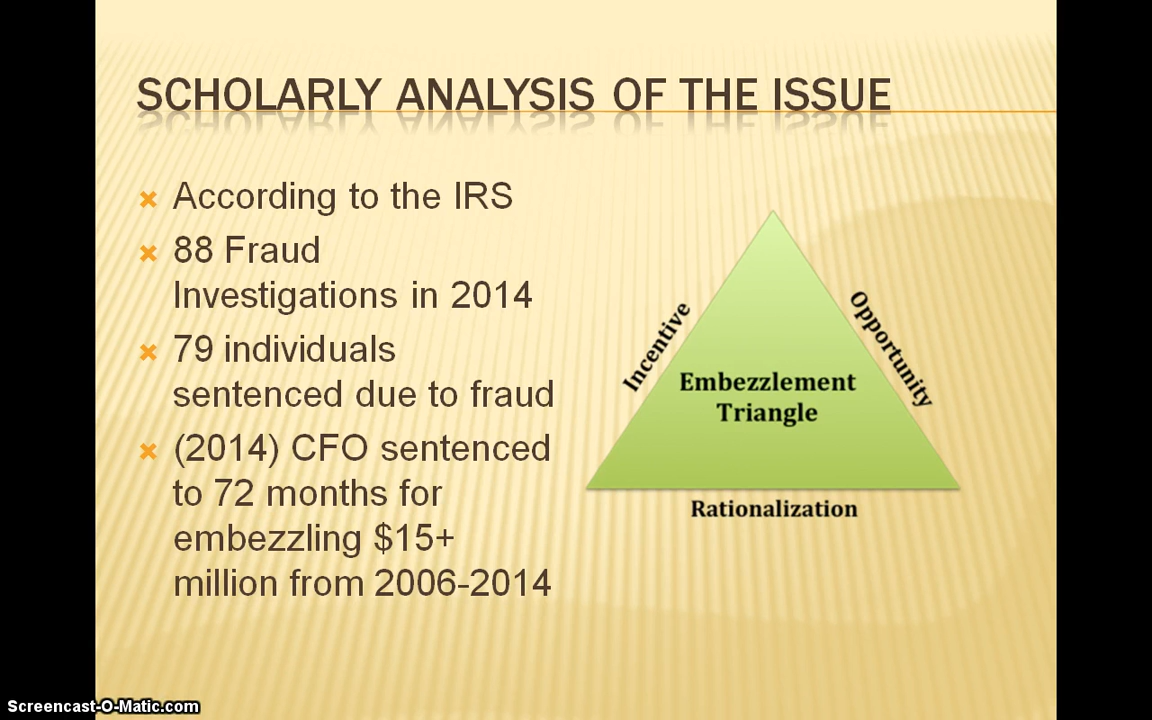 SCHOLARLY ANALYSIS OF THE ISSUE
According to the IRS
88 Fraud
Investigations in 2014
79 individuals
sentenced due to fraud
(2014) CFO sentenced
to 72 months for
embezzling $15+
million from 2006-2014
Incentive
Opportunity
Embezzlement
Triangle
Rationalization
Screencast-O-Matic.com